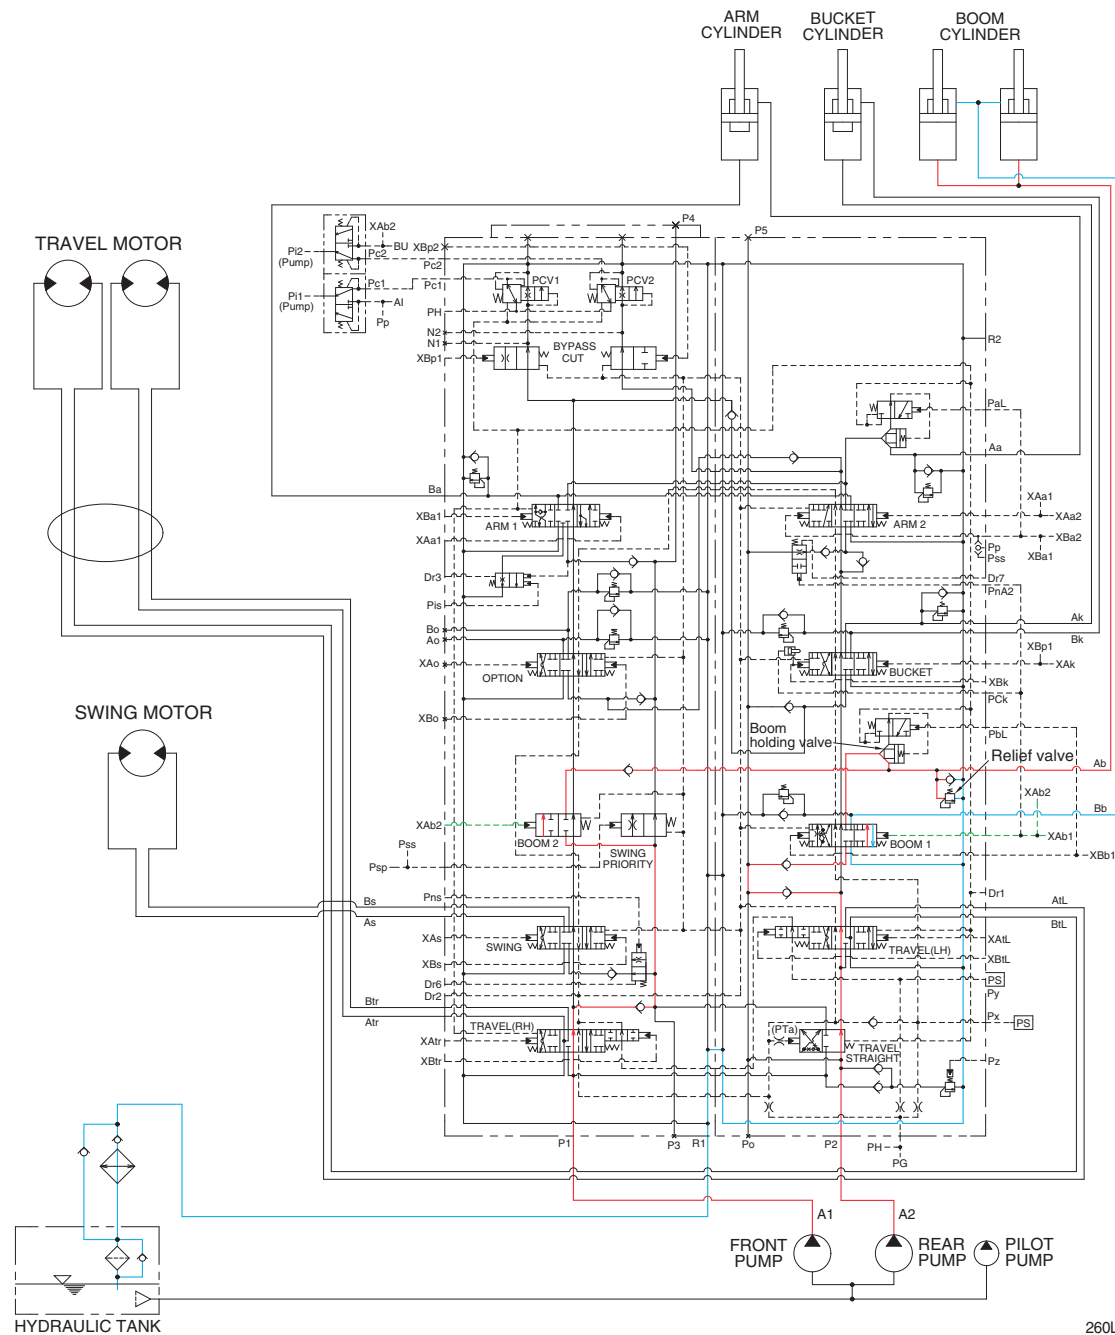 ARM
CYLINDER
BUCKET
CYLINDER
BOOM
CYLINDER
TRAVEL MOTOR
XAb2
BU
Pi2
(Pump)
Pc2
Pc1
Pi1
(Pump)
AI
Pp
P4
P5
XBp2
Pc2
Pc1
PCV1
PCV2
PH
N2
N1
BYPASS
CUT
XBp1
R2
PaL
Aa
Ba
XBa1
ARM 1
XAa1
ARM 2
XAa1
XAa2
XBa2
Pp
Pss
XBa1
Dr3
Dr7
PnA2
Pis
Bo
Ao
Ak
Bk
XBp1
XAo
OPTION
BUCKET
XAk
XBk
PCk
XBo
SWING MOTOR
Boom
holding valve
PbL
Relief valve
Ab
XAb2
Bb
XAb2
BOOM 2
SWING
PRIORITY
BOOM 1
XAb1
XBb1
Pss
Psp
Pns
Dr1
Bs
As
AtL
BtL
XAs
SWING
TRAVEL(LH)
XAtL
XBs
XBtL
Dr6
Dr2
PS
Py
Btr
Atr
TRAVEL(RH)
(PTa)
Px
PS
XAtr
TRAVEL
STRAIGHT
XBtr
Pz
P1
P3
R1
Po
P2
PH
PG
A1
A2
FRONT
PUMP
REAR
PUMP
PILOT
PUMP
HYDRAULIC TANK
260L